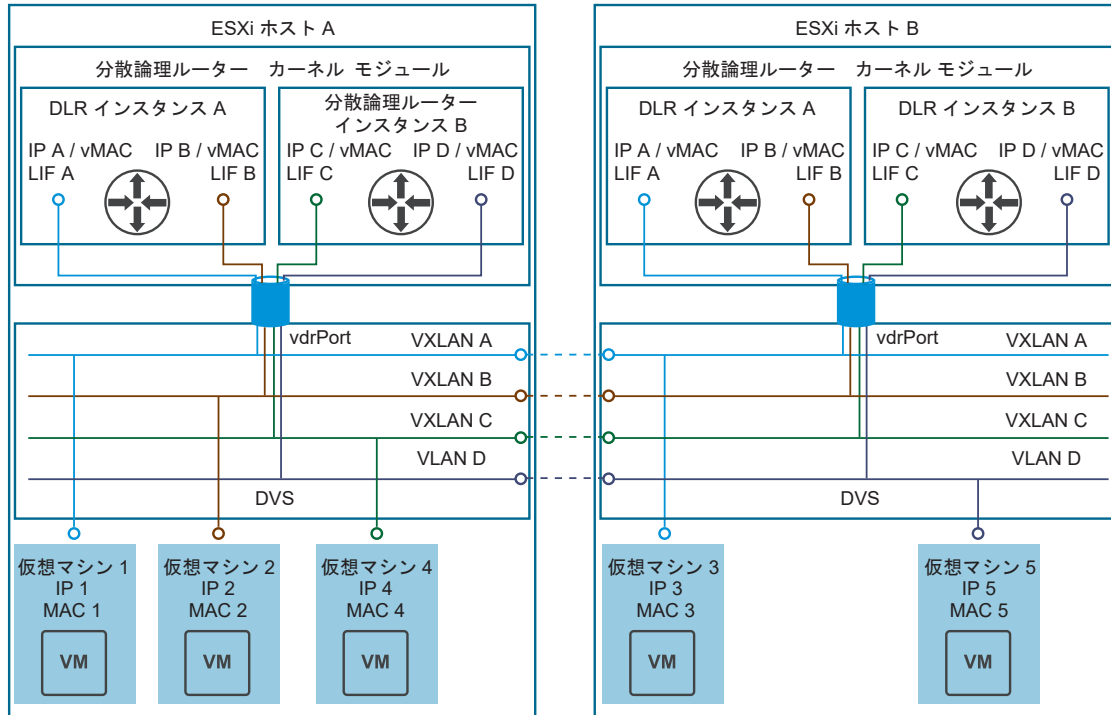 ESXi ホスト A
分散論理ルーター カーネル モジュール
DLR インスタンス A
IP A / vMAC
LIF A
IP B / vMAC
LIF B
分散論理ルーター
インスタンス B
IP C / vMAC
LIF C
IP D / vMAC
LIF D
vdrPort
VXLAN A
VXLAN B
VXLAN C
VLAN D
DVS
仮想マシン 1
IP 1
MAC 1
VM
仮想マシン 2
IP 2
MAC 2
VM
仮想マシン 4
IP 4
MAC 4
VM
ESXi ホスト B
分散論理ルーター カーネル モジュール
DLR インスタンス A
IP A / vMAC
LIF A
IP B / vMAC
LIF B
DLR インスタンス B
IP C / vMAC
LIF C
IP D / vMAC
LIF D
vdrPort
VXLAN A
VXLAN B
VXLAN C
VLAN D
DVS
仮想マシン 3
IP 3
MAC 3
VM
仮想マシン 5
IP 5
MAC 5
VM